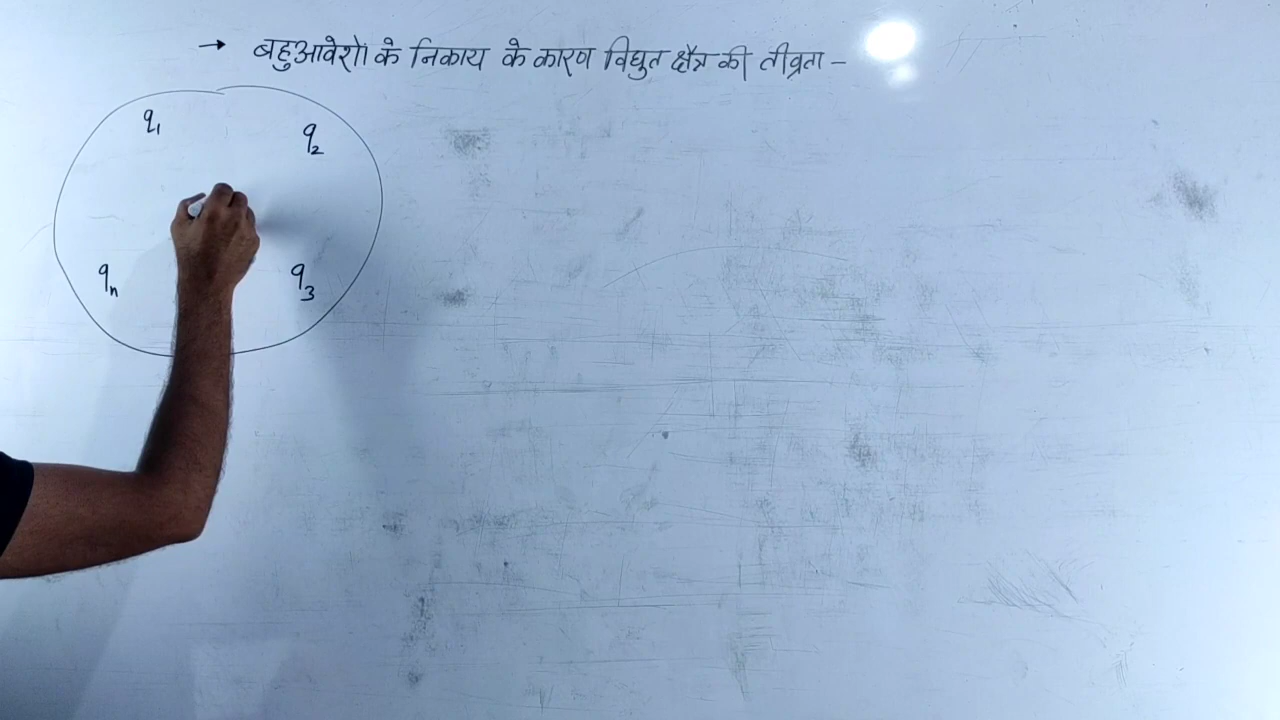 → बहुआवेशो के निकाय के कारण विद्युत क्षैत्र की तीव्रता –
q₁
q₂
qₙ
q₃